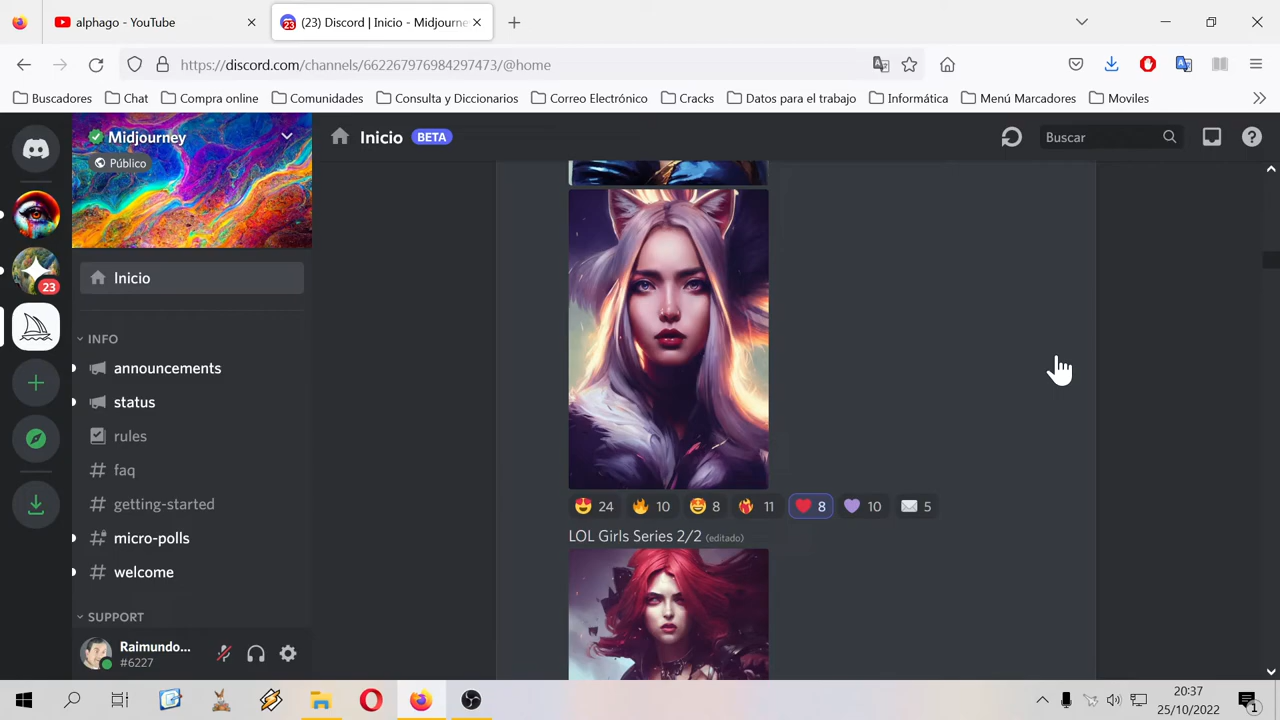 alphago - YouTube
23
(23) Discord | Inicio - Midjourne
https://discord.com/channels/662267976984297473/@home
Buscadores
Chat
Compra online
Comunidades
Consulta y Diccionarios
Correo Electrónico
Cracks
Datos para el trabajo
Informática
Menú Marcadores
Moviles
Midjourney
Público
Inicio
BETA
Buscar
Inicio
23
INFO
announcements
status
rules
faq
getting-started
micro-polls
welcome
SUPPORT
24 10 8 11 8 10 5
LOL Girls Series 2/2 (editado)
Raimundo...
#6227
20:37
25/10/2022
1